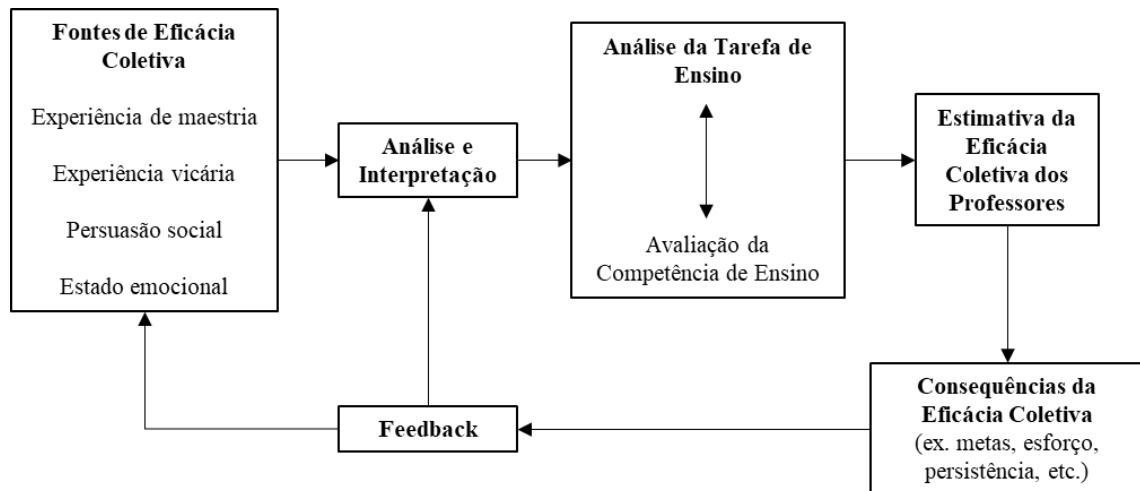 Fontes de Eficácia
Coletiva
Experiência de maestria
Experiência vicária
Persuasão social
Estado emocional
Análise e
Interpretação
Análise da Tarefa de
Ensino
Avaliação da
Competência de Ensino
Estimativa da
Eficácia
Coletiva dos
Professores
Consequências da
Eficácia Coletiva
(ex. metas, esforço,
persistência, etc.)
Feedback